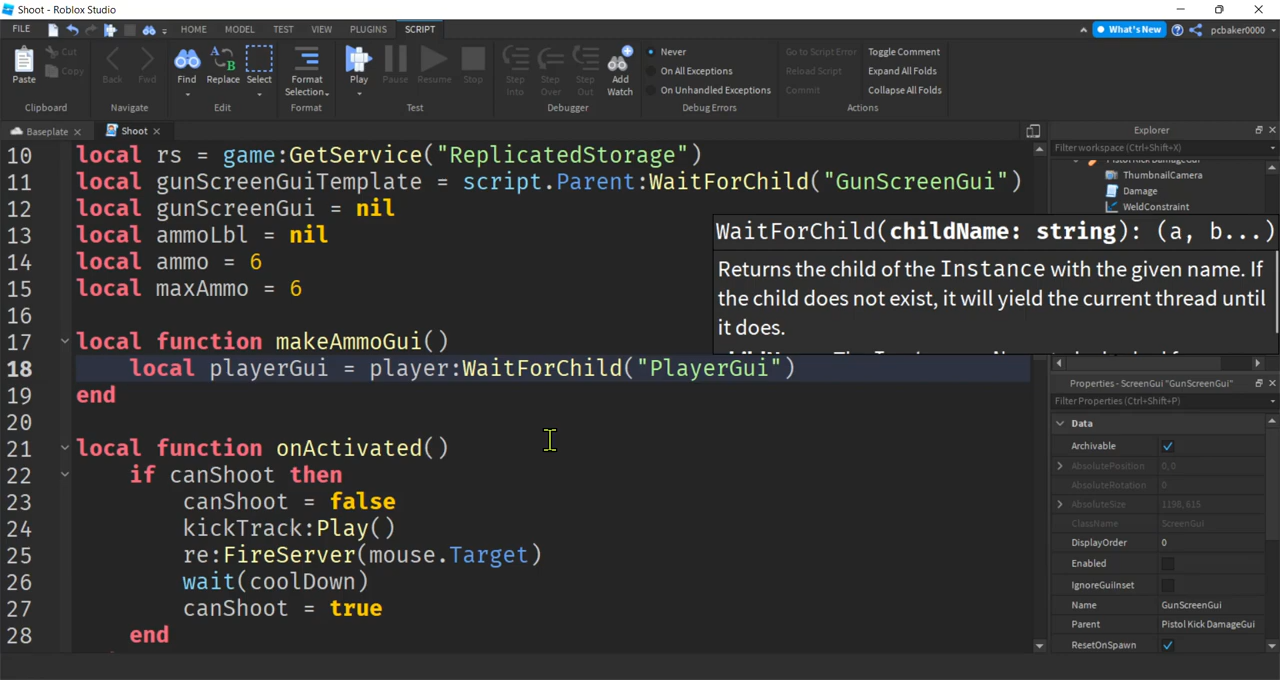 Shoot - Roblox Studio
FILE HOME MODEL TEST VIEW PLUGINS SCRIPT What's New pcbaker0000
Paste Cut Copy Back Fwd Find Replace Select Format Selection Play Pause Resume Stop Step Into Step Over Step Out Add Watch
Never
On All Exceptions
On Unhandled Exceptions
Go to Script Error
Reload Script
Commit
Toggle Comment
Expand All Folds
Collapse All Folds
Clipboard Navigate Edit Format Test Debugger Debug Errors Actions
Baseplate Shoot Explorer
Filter workspace (Ctrl+Shift+X)
ThumbnailCamera
Damage
WeldConstraint
10 local rs = game:GetService("ReplicatedStorage")
11 local gunScreenGuiTemplate = script.Parent:WaitForChild("GunScreenGui")
12 local gunScreenGui = nil
13 local ammoLbl = nil
14 local ammo = 6
15 local maxAmmo = 6
16
17 local function makeAmmoGui()
18 local playerGui = player:WaitForChild("PlayerGui")
19 end
20
21 local function onActivated()
22 if canShoot then
23 canShoot = false
24 kickTrack:Play()
25 re:FireServer(mouse.Target)
26 wait(coolDown)
27 canShoot = true
28 end
WaitForChild(childName: string): (a, b...)
Returns the child of the Instance with the given name. If
the child does not exist, it will yield the current thread until
it does.
Properties - ScreenGui "GunScreenGui"
Filter Properties (Ctrl+Shift+P)
Data
Archivable
AbsolutePosition 0, 0
AbsoluteRotation 0
AbsoluteSize 1198, 615
ClassName ScreenGui
DisplayOrder 0
Enabled
IgnoreGuiInset
Name GunScreenGui
Parent Pistol Kick DamageGui
ResetOnSpawn